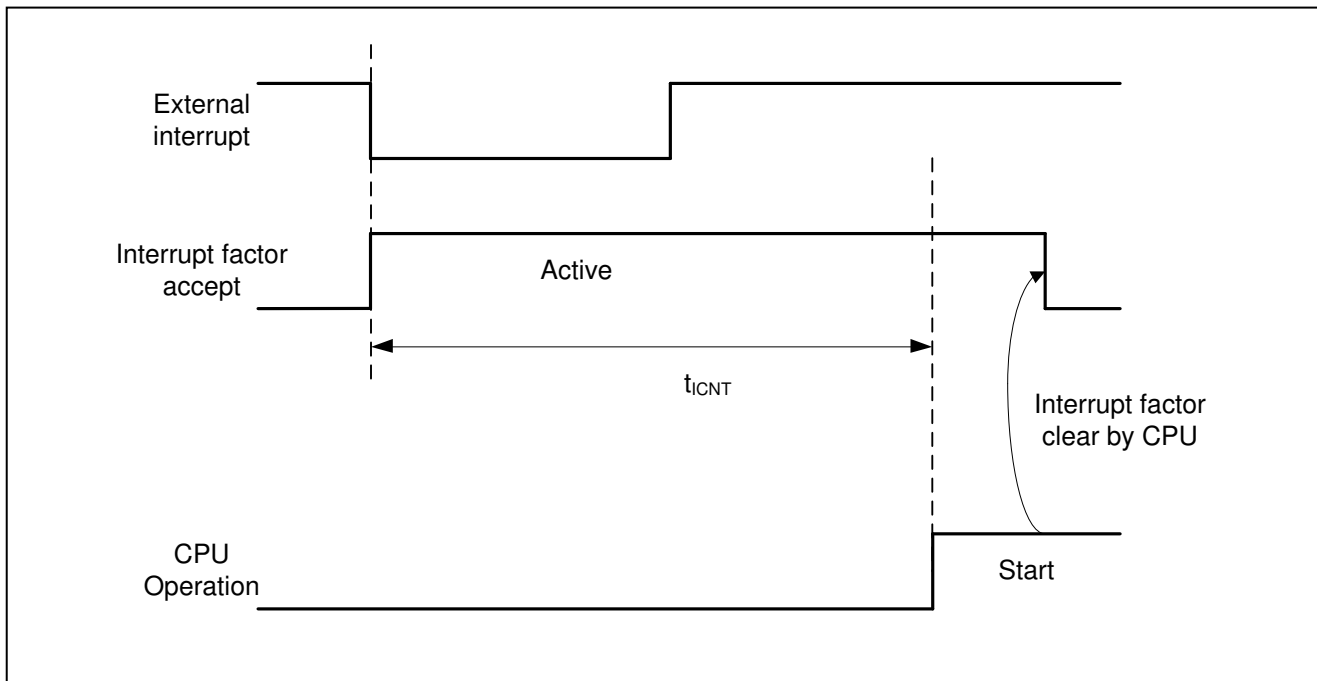 External
interrupt
Interrupt factor
accept
Active
tICNT
Interrupt factor
clear by CPU
CPU
Operation
Start